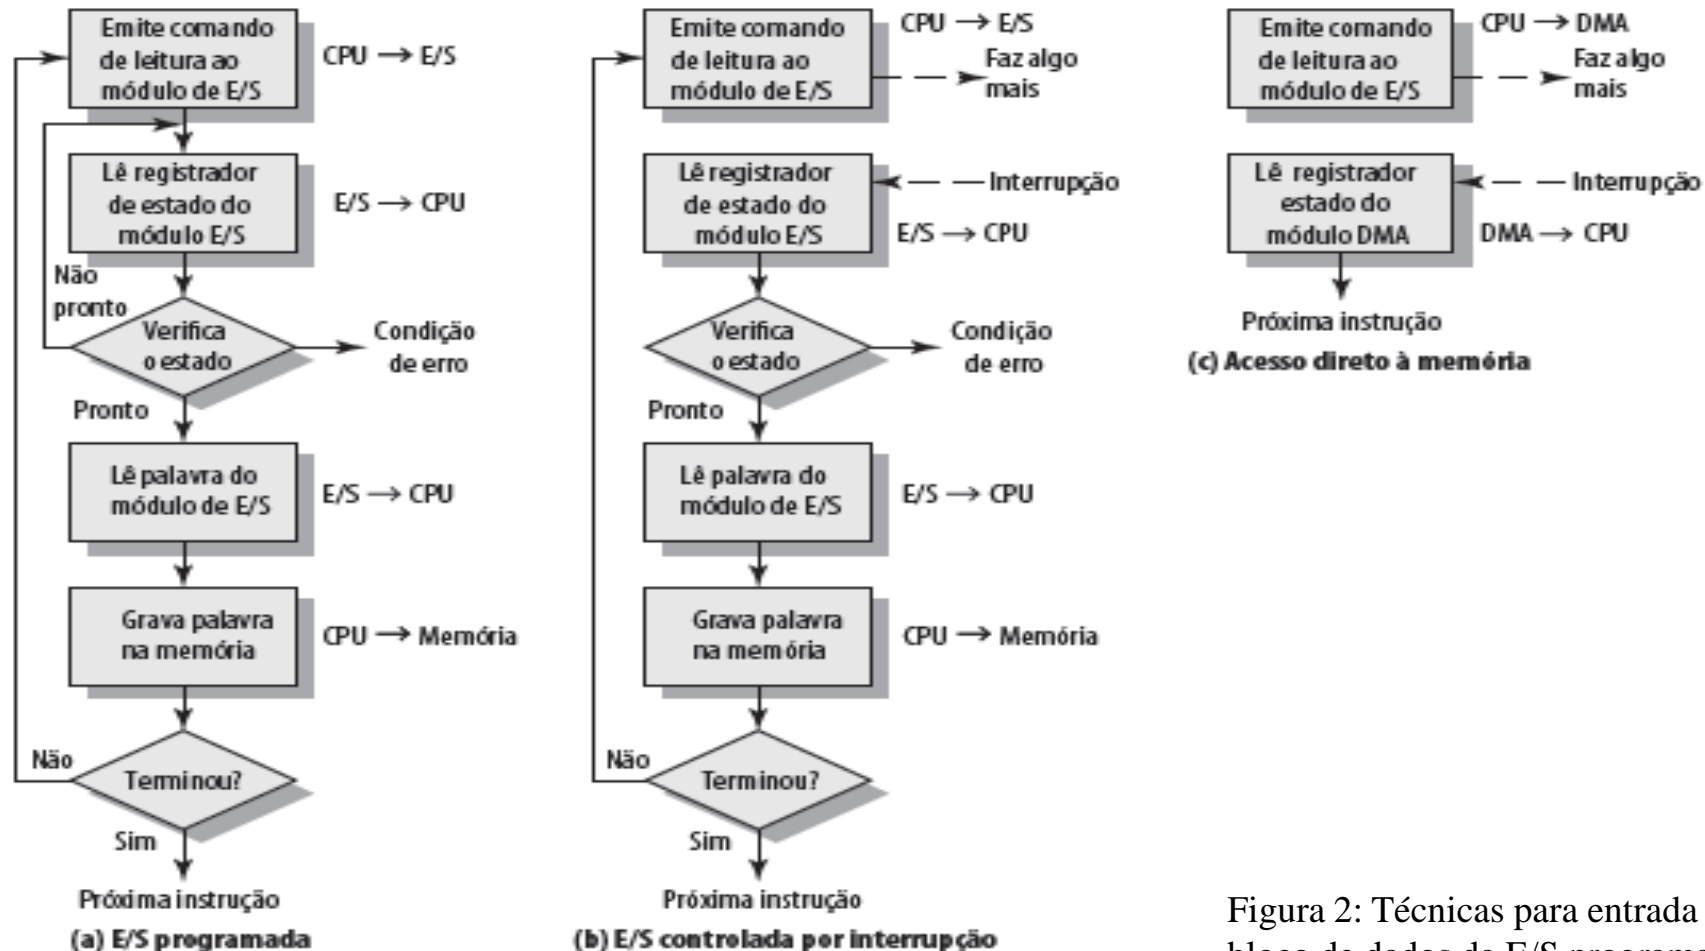 Emite comando
de leitura ao
módulo de E/S
CPU → E/S
Lê registrador
de estado do
módulo E/S
E/S → CPU
Não
pronto
Verifica
o estado
Condição
de erro
Pronto
Lê palavra do
módulo de E/S
E/S → CPU
Grava palavra
na memória
CPU → Memória
Não
Terminou?
Sim
Próxima instrução
(a) E/S programada
Emite comando
de leitura ao
módulo de E/S
CPU → E/S
Faz algo
mais
Lê registrador
de estado do
módulo E/S
Interrupção
E/S → CPU
Verifica
o estado
Condição
de erro
Pronto
Lê palavra do
módulo de E/S
E/S → CPU
Grava palavra
na memória
CPU → Memória
Não
Terminou?
Sim
Próxima instrução
(b) E/S controlada por interrupção
Emite comando
de leitura ao
módulo de E/S
CPU → DMA
Faz algo
mais
Lê registrador
estado do
módulo DMA
Interrupção
DMA → CPU
Próxima instrução
(c) Acesso direto à memória
Figura 2: Técnicas para entrada